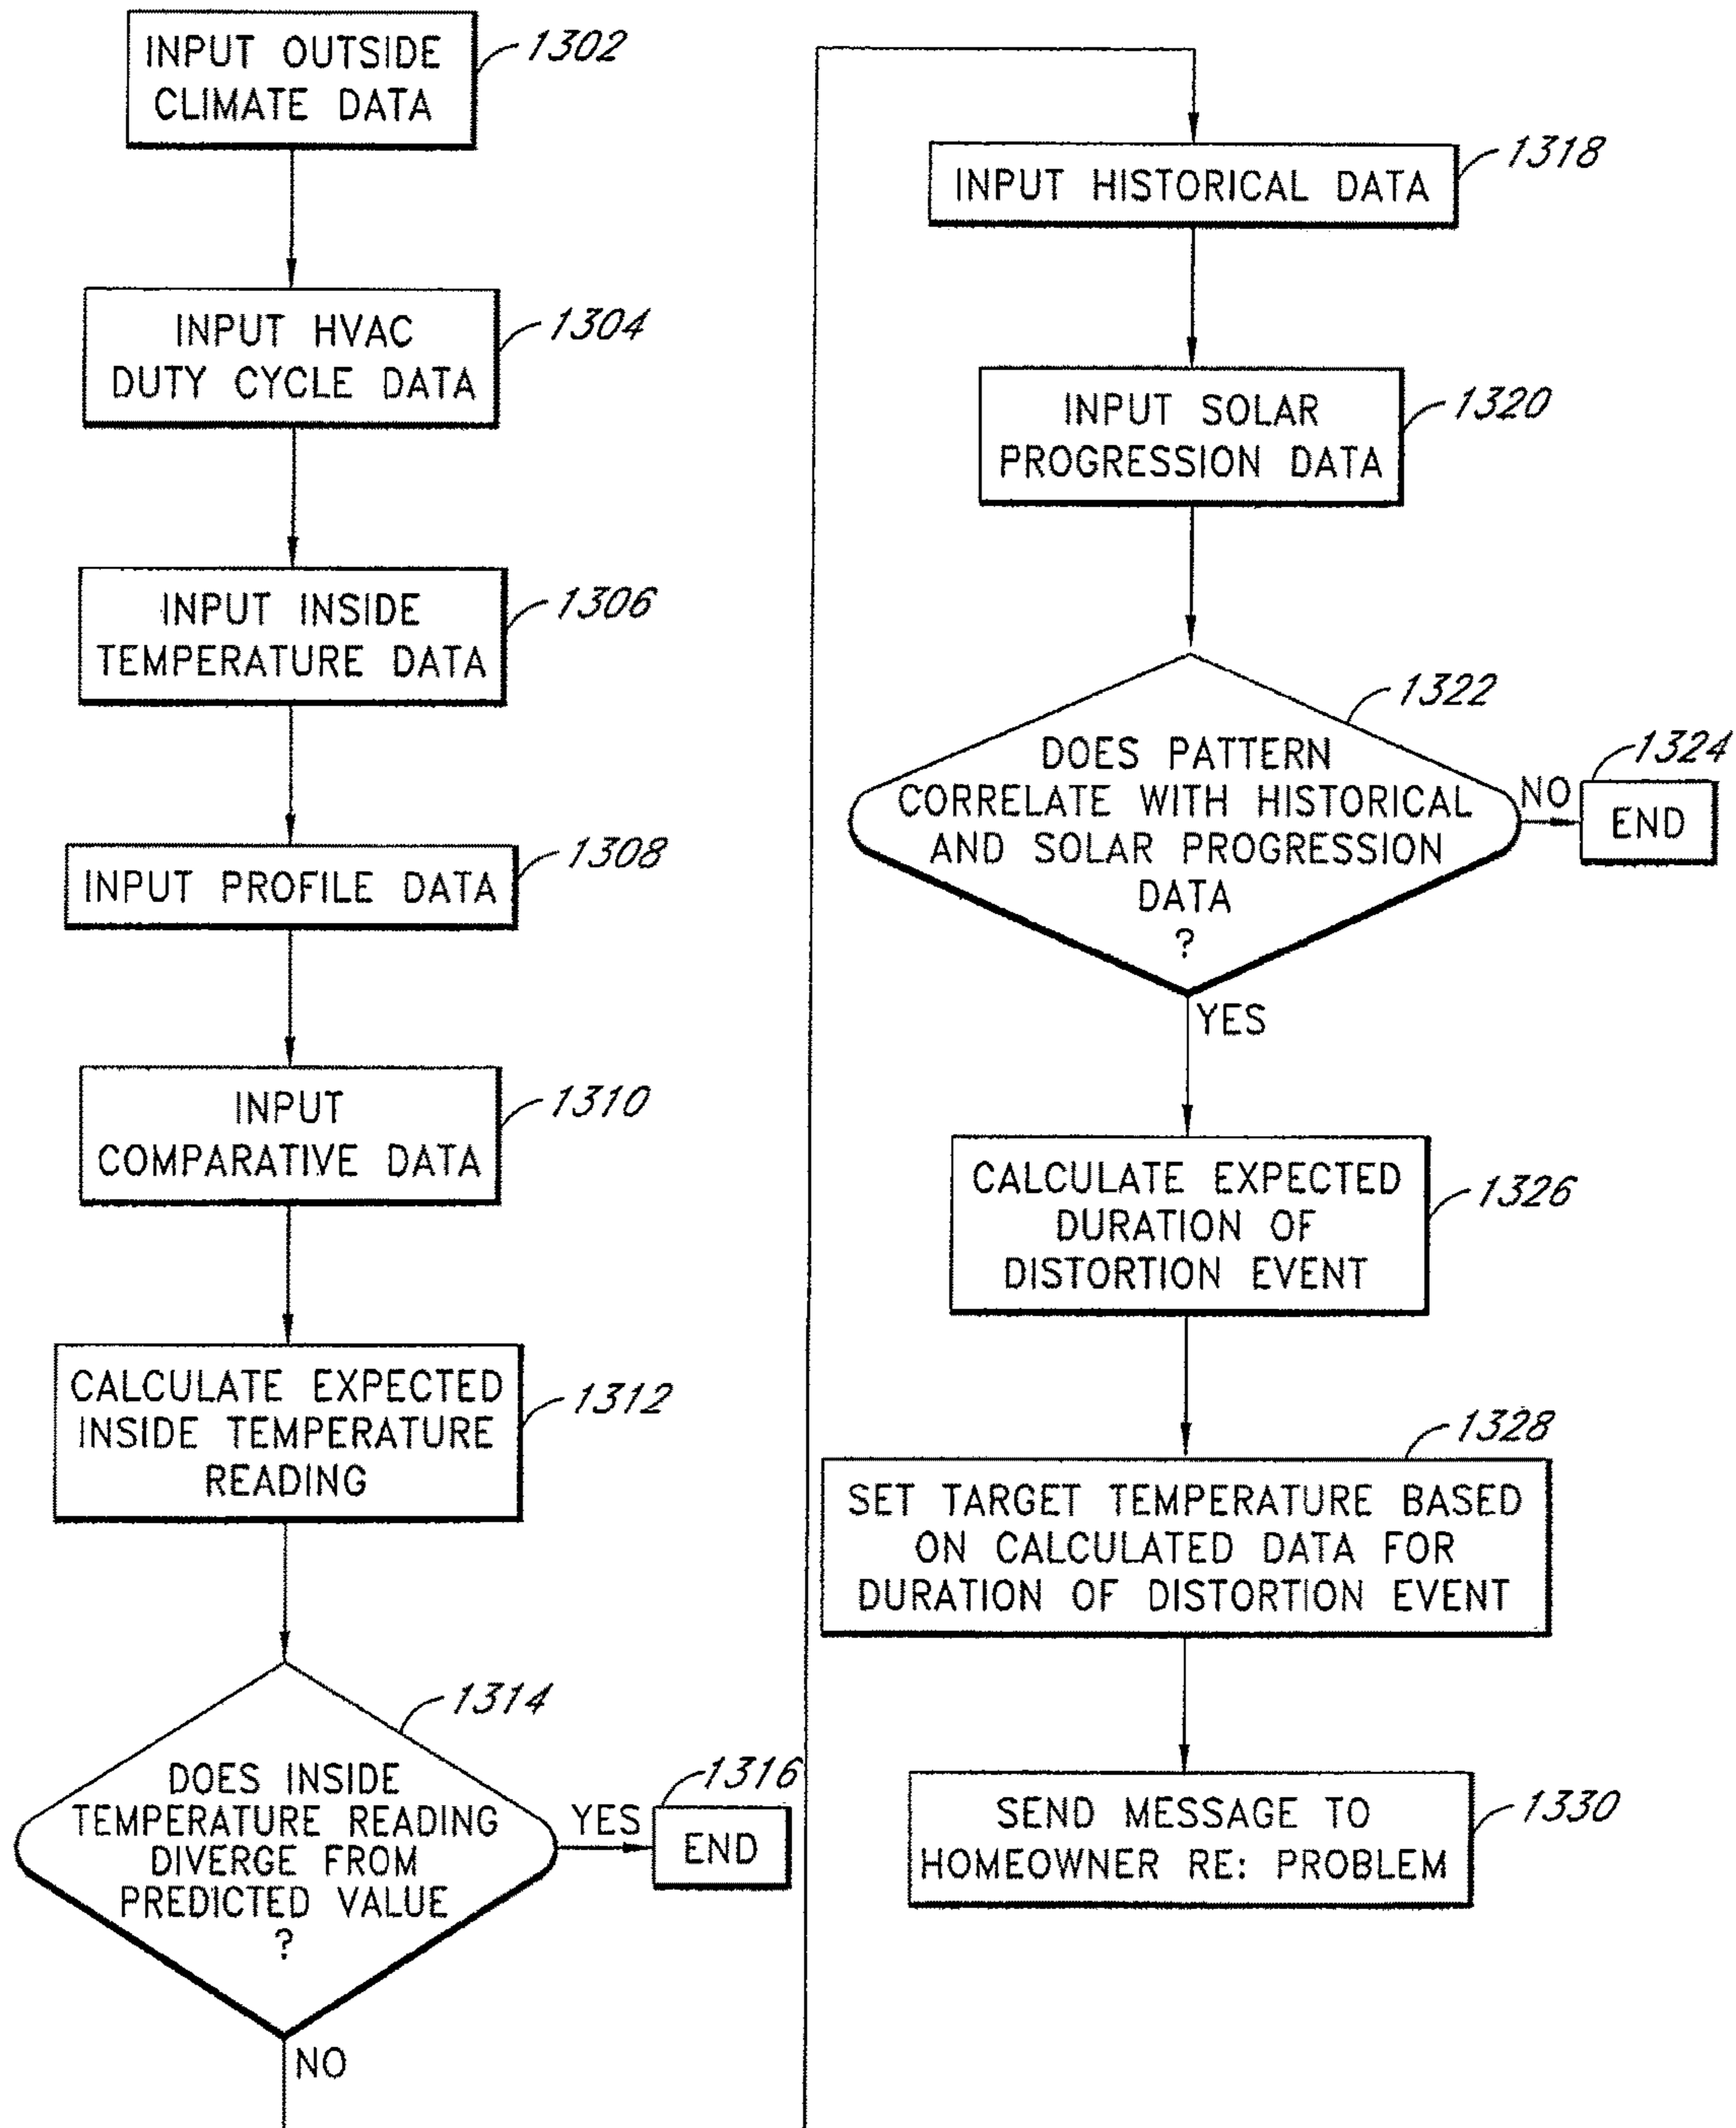 INPUT OUTSIDE
CLIMATE DATA
1302
INPUT HVAC
DUTY CYCLE DATA
1304
INPUT INSIDE
TEMPERATURE DATA
1306
INPUT PROFILE DATA
1308
INPUT
COMPARATIVE DATA
1310
CALCULATE EXPECTED
INSIDE TEMPERATURE
READING
1312
1314
DOES INSIDE
TEMPERATURE READING
DIVERGE FROM
PREDICTED VALUE
?
YES
1316
END
NO
INPUT HISTORICAL DATA
1318
INPUT SOLAR
PROGRESSION DATA
1320
1322
DOES PATTERN
CORRELATE WITH HISTORICAL
AND SOLAR PROGRESSION
DATA
?
NO
1324
END
YES
CALCULATE EXPECTED
DURATION OF
DISTORTION EVENT
1326
1328
SET TARGET TEMPERATURE BASED
ON CALCULATED DATA FOR
DURATION OF DISTORTION EVENT
SEND MESSAGE TO
HOMEOWNER RE: PROBLEM
1330